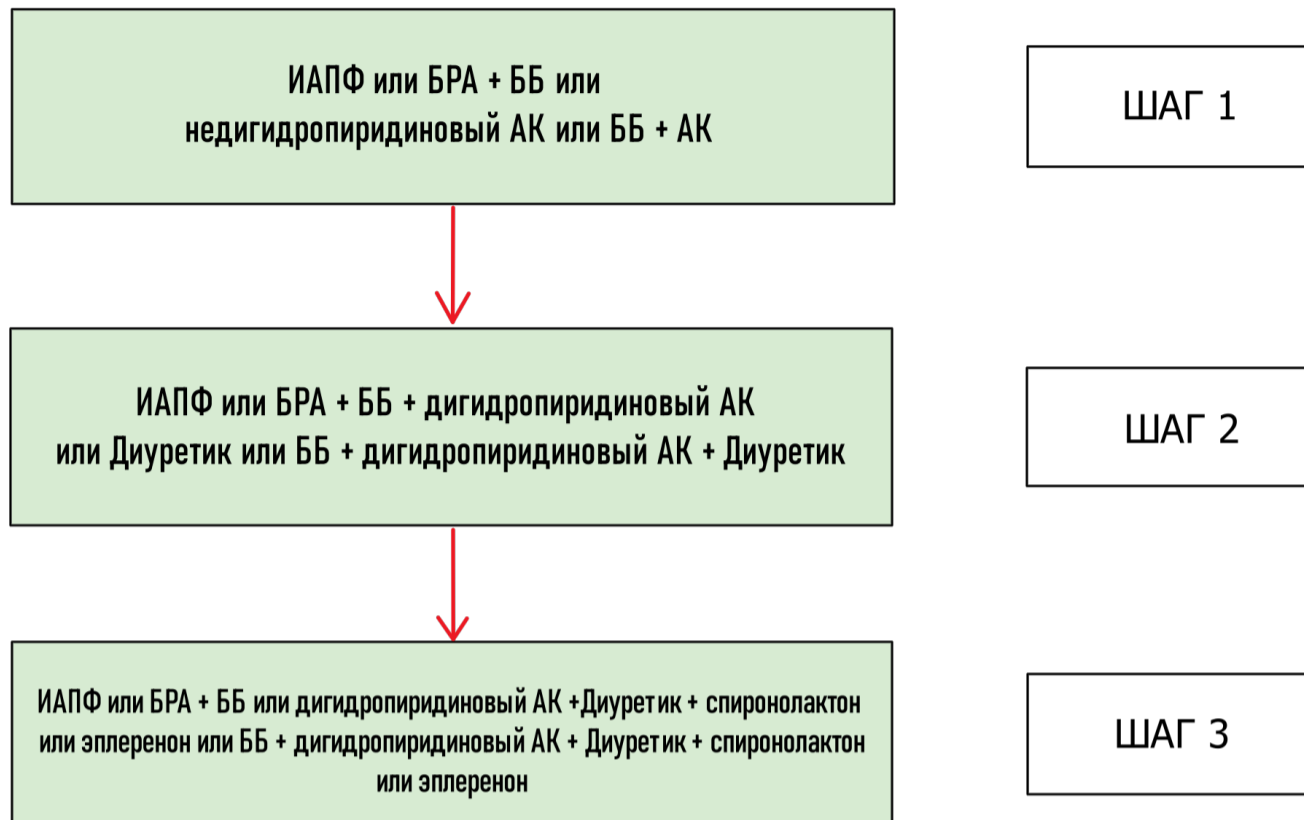 ИАПФ или БРА + ББ или
недигидропиридиновый АК или ББ + АК
ШАГ 1
ИАПФ или БРА + ББ + дигидропиридиновый АК
или Диуретик или ББ + дигидропиридиновый АК + Диуретик
ШАГ 2
ИАПФ или БРА + ББ или дигидропиридиновый АК +Диуретик + спиронолактон
или эплеренон или ББ + дигидропиридиновый АК + Диуретик + спиронолактон
или эплеренон
ШАГ 3